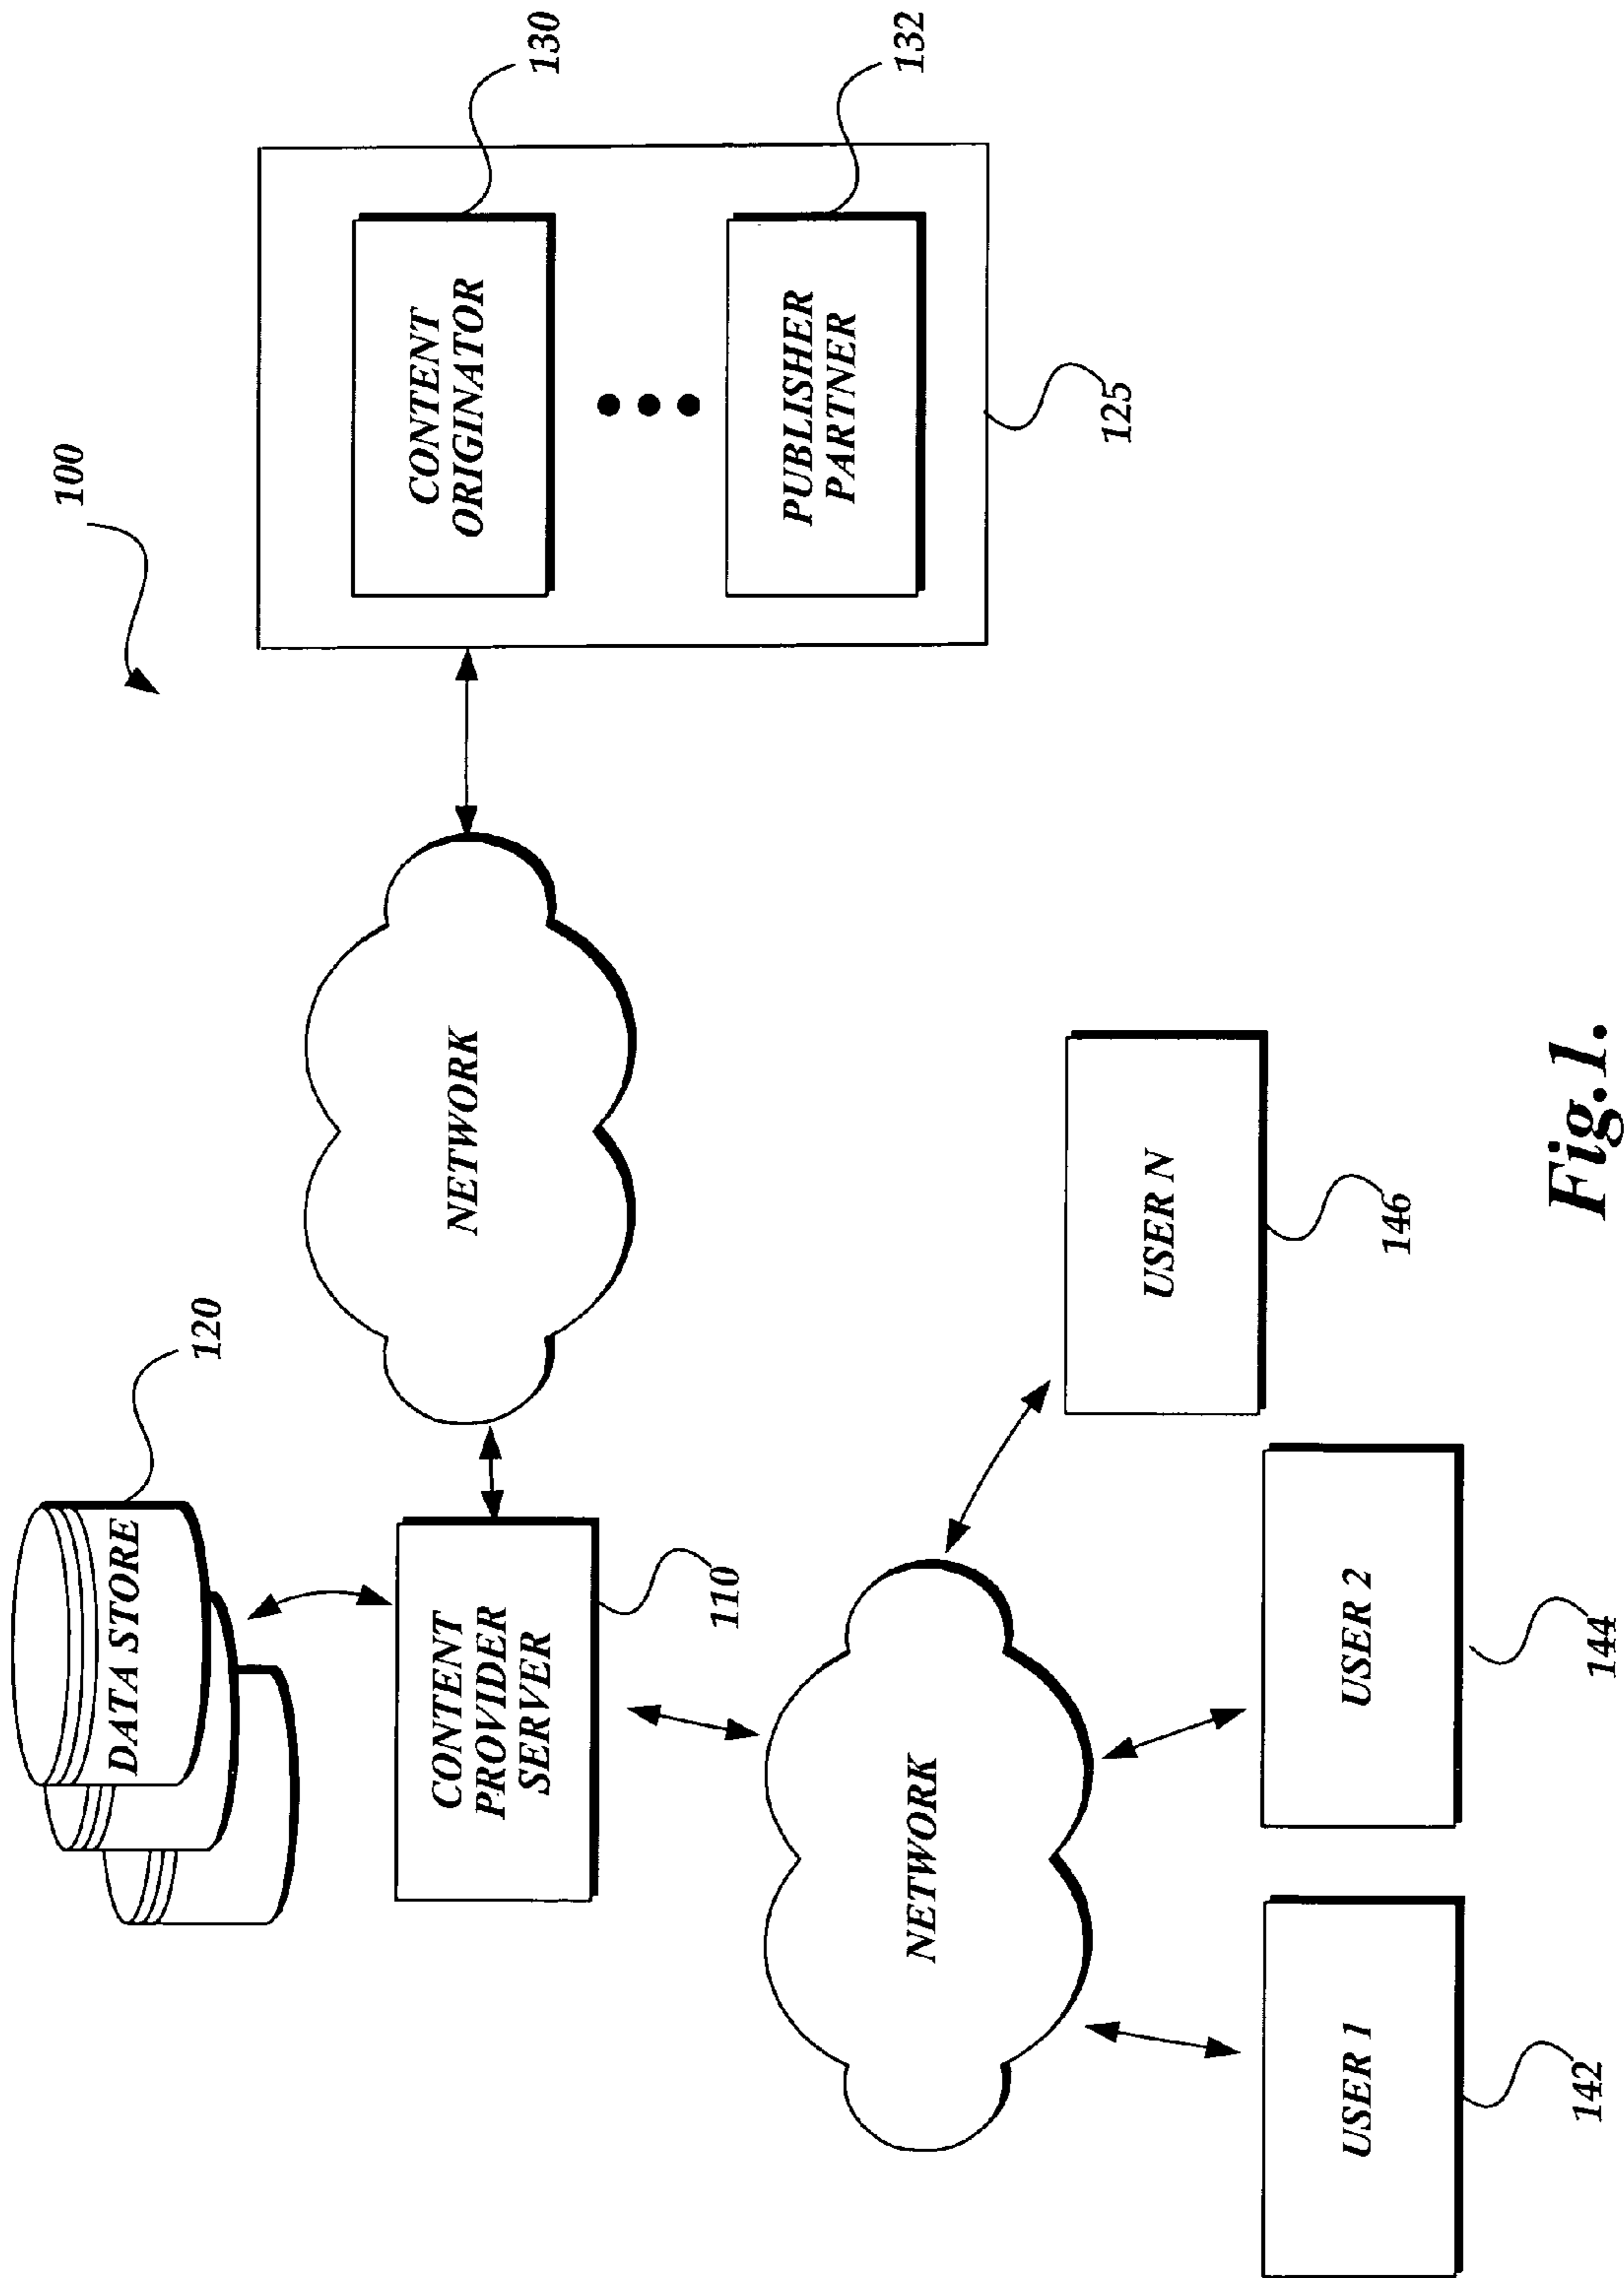 100
120
DATA STORE
CONTENT
PROVIDER
SERVER
110
NETWORK
CONTENT
ORIGINATOR
130
PUBLISHER
PARTNER
132
125
NETWORK
USER 1
142
USER 2
144
USER N
146
Fig.1.